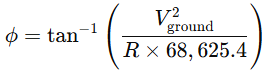 ϕ = tan⁻¹ ( V²ground / R × 68,625.4 )